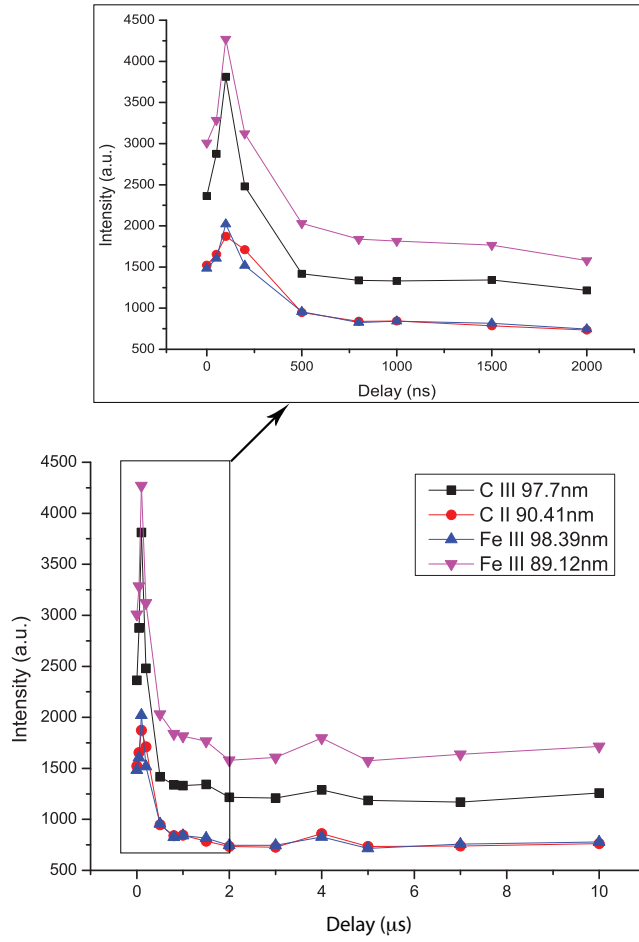 4500
4000
3500
3000
2500
2000
1500
1000
500
Intensity (a.u.)
0 500 1000 1500 2000
Delay (ns)
4500
4000
3500
3000
2500
2000
1500
1000
500
Intensity (a.u.)
C III 97.7nm
C II 90.41nm
Fe III 98.39nm
Fe III 89.12nm
0 2 4 6 8 10
Delay (μs)